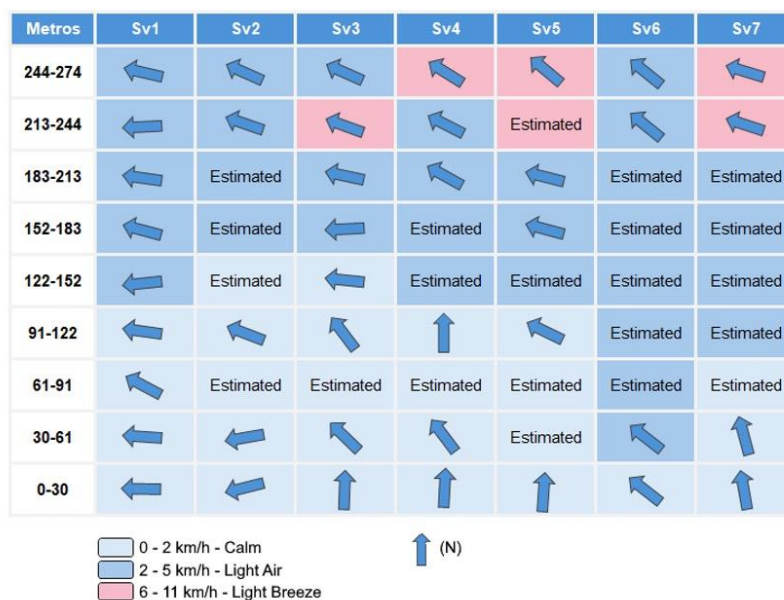 Metros Sv1 Sv2 Sv3 Sv4 Sv5 Sv6 Sv7
244-274
213-244 Estimated
183-213 Estimated Estimated Estimated
152-183 Estimated Estimated Estimated Estimated
122-152 Estimated Estimated Estimated Estimated Estimated
91-122 Estimated Estimated
61-91 Estimated Estimated Estimated Estimated Estimated Estimated
30-61 Estimated
0-30
0 - 2 km/h - Calm (N)
2 - 5 km/h - Light Air
6 - 11 km/h - Light Breeze